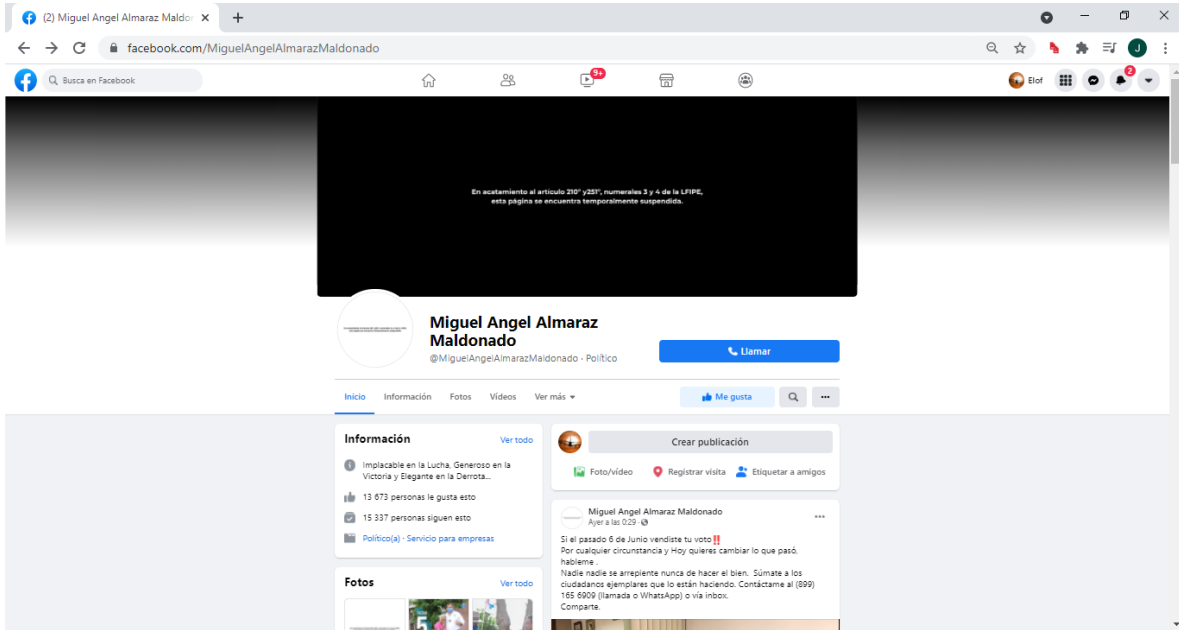 (2) Miguel Angel Almaraz Maldon
facebook.com/MiguelAngelAlmarazMaldonado
J
Busca en Facebook
9+
Elof
2
En acatamiento al artículo 210° y251°, numerales 3 y 4 de la LFIPE,
esta página se encuentra temporalmente suspendida.
Miguel Angel Almaraz
Maldonado
@MiguelAngelAlmarazMaldonado · Político
Llamar
Inicio Información Fotos Vídeos Ver más
Me gusta
Información Ver todo
Implacable en la Lucha, Generoso en la
Victoria y Elegante en la Derrota...
13 673 personas le gusta esto
15 337 personas siguen esto
Político(a) · Servicio para empresas
Fotos Ver todo
5
Crear publicación
Foto/vídeo Registrar visita Etiquetar a amigos
Miguel Angel Almaraz Maldonado
Ayer a las 0:29 ·
Si el pasado 6 de Junio vendiste tu voto‼️
Por cualquier circunstancia y Hoy quieres cambiar lo que pasó,
hableme .
Nadie nadie se arrepiente nunca de hacer el bien. Súmate a los
ciudadanos ejemplares que lo están haciendo. Contáctame al (899)
165 6909 (llamada o WhatsApp) o vía inbox.
Comparte.